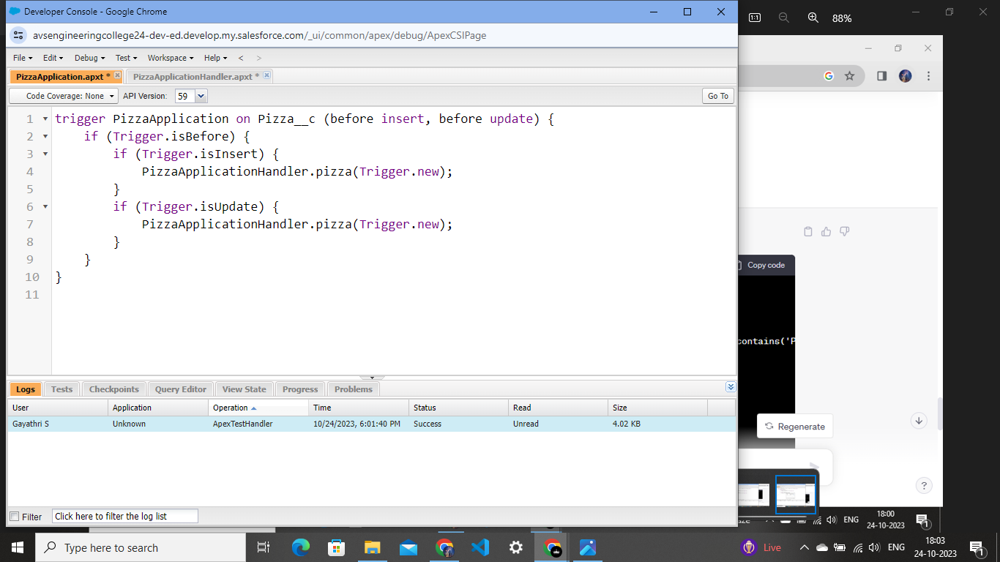 Developer Console - Google Chrome
avsengineeringcollege24-dev-ed.develop.my.salesforce.com/_ui/common/apex/debug/ApexCSIPage
File Edit Debug Test Workspace Help < >
PizzaApplication.apxt * PizzaApplicationHandler.apxt *
Code Coverage: None API Version: 59 Go To
1 trigger PizzaApplication on Pizza__c (before insert, before update) {
2 if (Trigger.isBefore) {
3 if (Trigger.isInsert) {
4 PizzaApplicationHandler.pizza(Trigger.new);
5 }
6 if (Trigger.isUpdate) {
7 PizzaApplicationHandler.pizza(Trigger.new);
8 }
9 }
10 }
11
Logs Tests Checkpoints Query Editor View State Progress Problems
User Application Operation Time Status Read Size
Gayathri S Unknown ApexTestHandler 10/24/2023, 6:01:40 PM Success Unread 4.02 KB
Filter Click here to filter the log list
1:1 88%
Copy code
contains('P
Regenerate
?
ENG 18:00
24-10-2023 1
Type here to search
Live ENG 18:03
24-10-2023 1